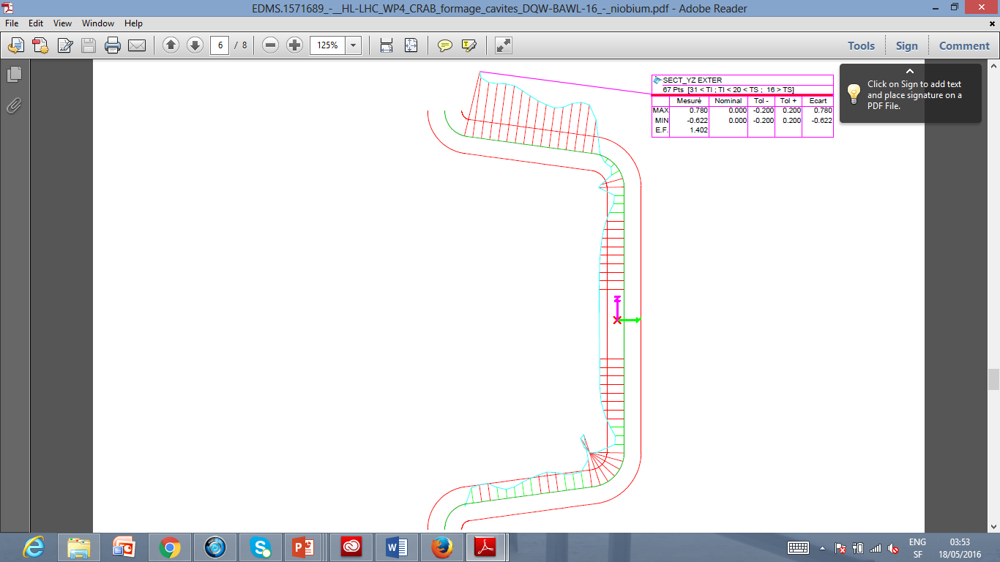 EDMS.1571689_-__HL-LHC_WP4_CRAB_formage_cavites_DQW-BAWL-16_-_niobium.pdf - Adobe Reader
File Edit View Window Help
6 / 8 125% Tools Sign Comment
SECT_YZ EXTER
67 Pts [31 < TI ; TI < 20 < TS ; 16 > TS]
Mesuré Nominal Tol - Tol + Ecart
MAX 0.780 0.000 -0.200 0.200 0.780
MIN -0.622 0.000 -0.200 0.200 -0.622
E.F. 1.402
Click on Sign to add text
and place signature on a
PDF File.
Z
Y
ENG 03:53
SF 18/05/2016